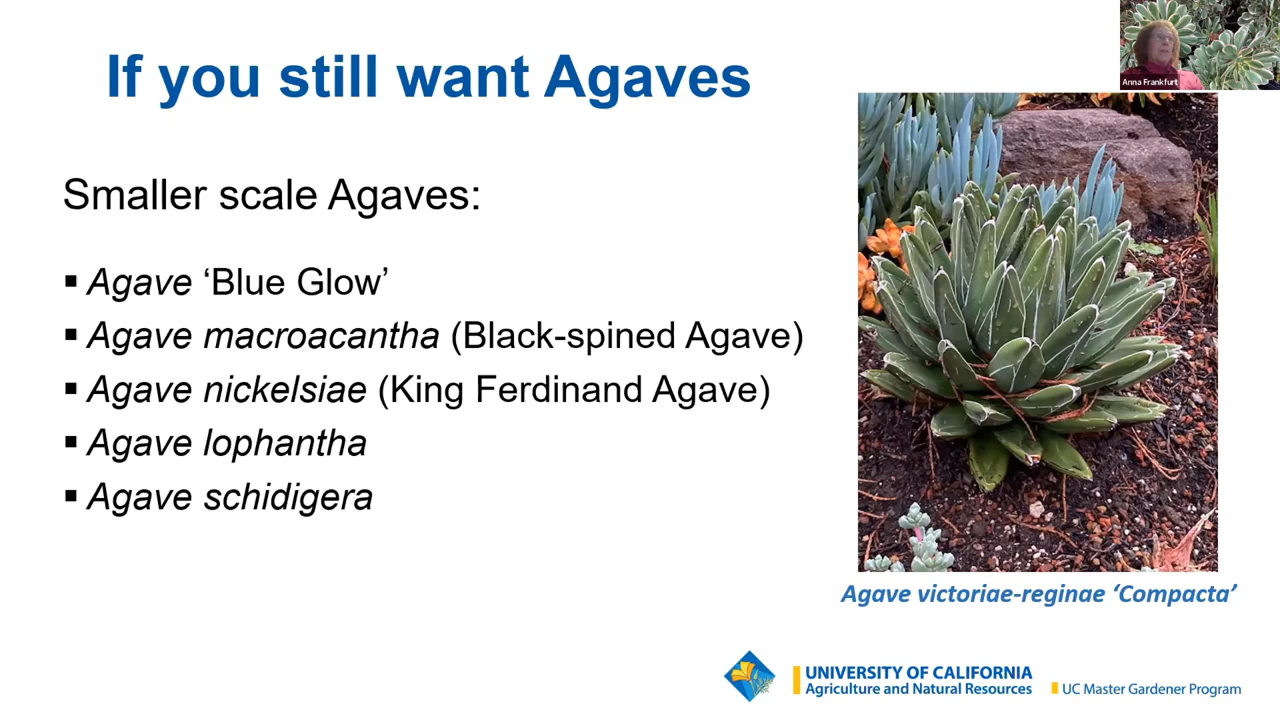 If you still want Agaves
Anna Frankfurt
Smaller scale Agaves:
▪ Agave ‘Blue Glow’
▪ Agave macroacantha (Black-spined Agave)
▪ Agave nickelsiae (King Ferdinand Agave)
▪ Agave lophantha
▪ Agave schidigera
Agave victoriae-reginae ‘Compacta’
UNIVERSITY OF CALIFORNIA
Agriculture and Natural Resources
UC Master Gardener Program